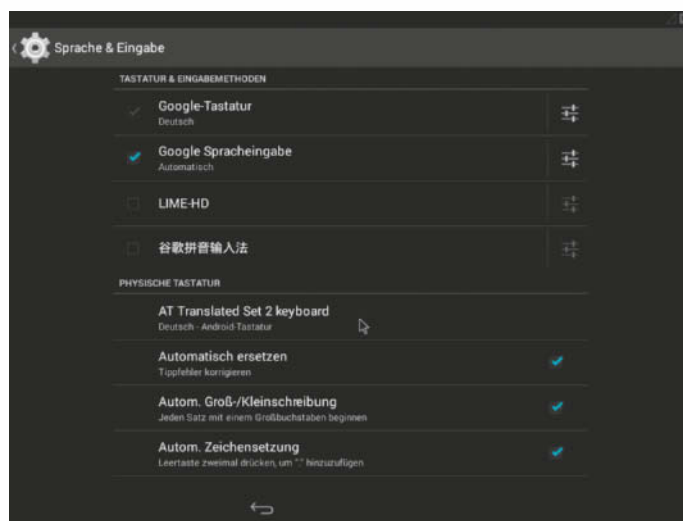 Sprache & Eingabe
TASTATUR & EINGABEMETHODEN
Google-Tastatur
Deutsch
Google Spracheingabe
Automatisch
LIME-HD
谷歌拼音输入法
PHYSISCHE TASTATUR
AT Translated Set 2 keyboard
Deutsch - Android-Tastatur
Automatisch ersetzen
Tippfehler korrigieren
Autom. Groß-/Kleinschreibung
Jeden Satz mit einem Großbuchstaben beginnen
Autom. Zeichensetzung
Leertaste zweimal drücken, um "." hinzuzufügen